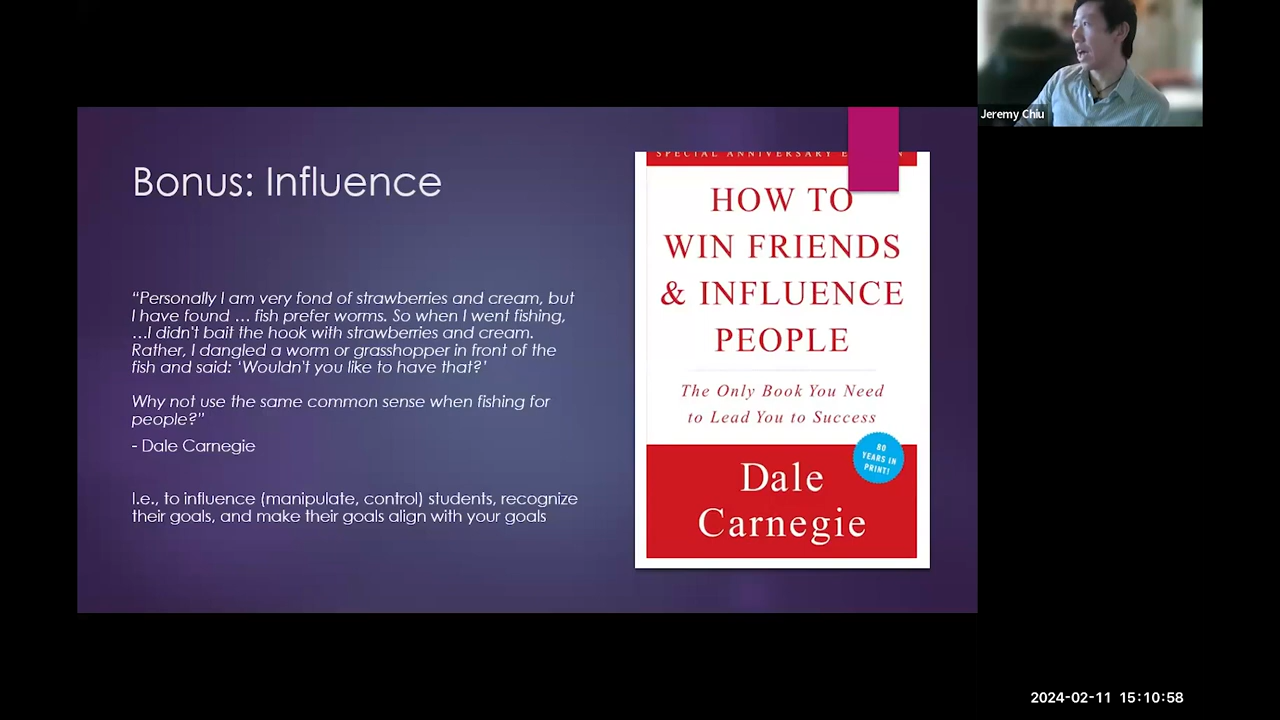 Jeremy Chiu
Bonus: Influence
“Personally I am very fond of strawberries and cream, but
I have found … fish prefer worms. So when I went fishing,
…I didn't bait the hook with strawberries and cream.
Rather, I dangled a worm or grasshopper in front of the
fish and said: ‘Wouldn't you like to have that?’
Why not use the same common sense when fishing for
people?”
- Dale Carnegie
I.e., to influence (manipulate, control) students, recognize
their goals, and make their goals align with your goals
SPECIAL ANNIVERSARY
HOW TO
WIN FRIENDS
& INFLUENCE
PEOPLE
The Only Book You Need
to Lead You to Success
80
YEARS IN
PRINT!
Dale
Carnegie
2024-02-11 15:10:58